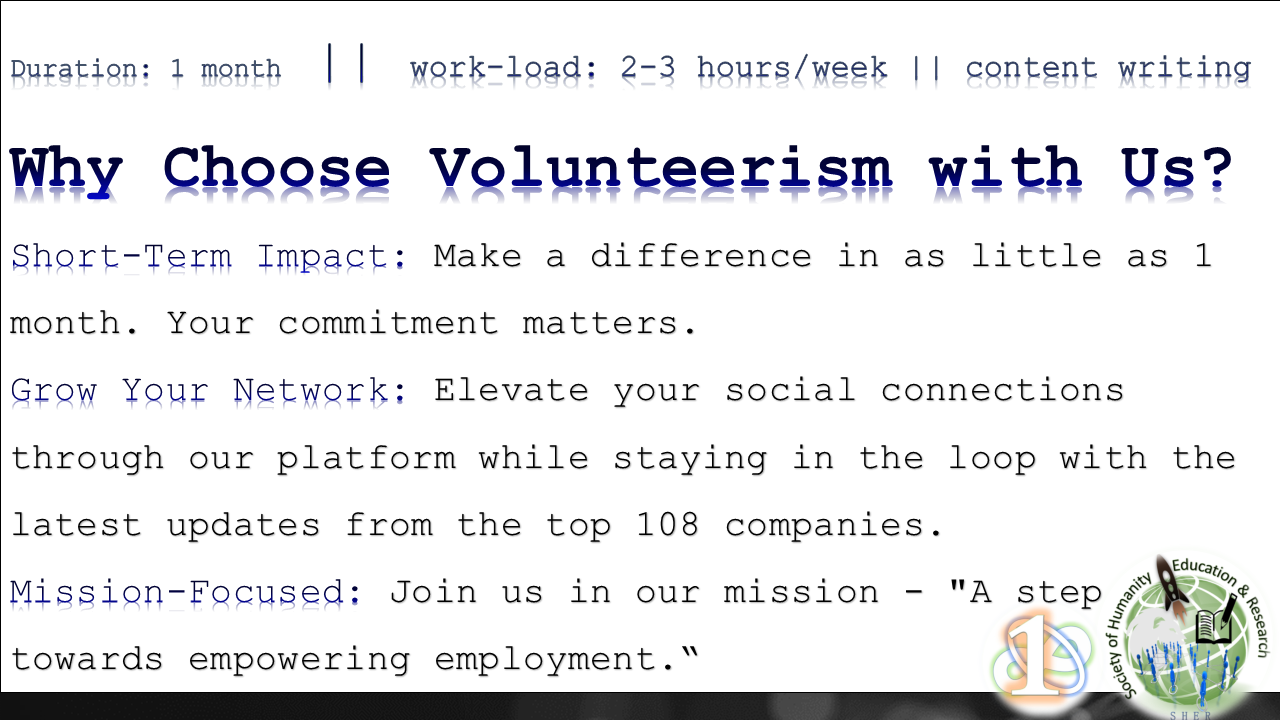 Duration: 1 month || work-load: 2-3 hours/week || content writing
Why Choose Volunteerism with Us?
Short-Term Impact: Make a difference in as little as 1
month. Your commitment matters.
Grow Your Network: Elevate your social connections
through our platform while staying in the loop with the
latest updates from the top 108 companies.
Mission-Focused: Join us in our mission - "A step
towards empowering employment.“
1
Society of Humanity Education & Research
SHER